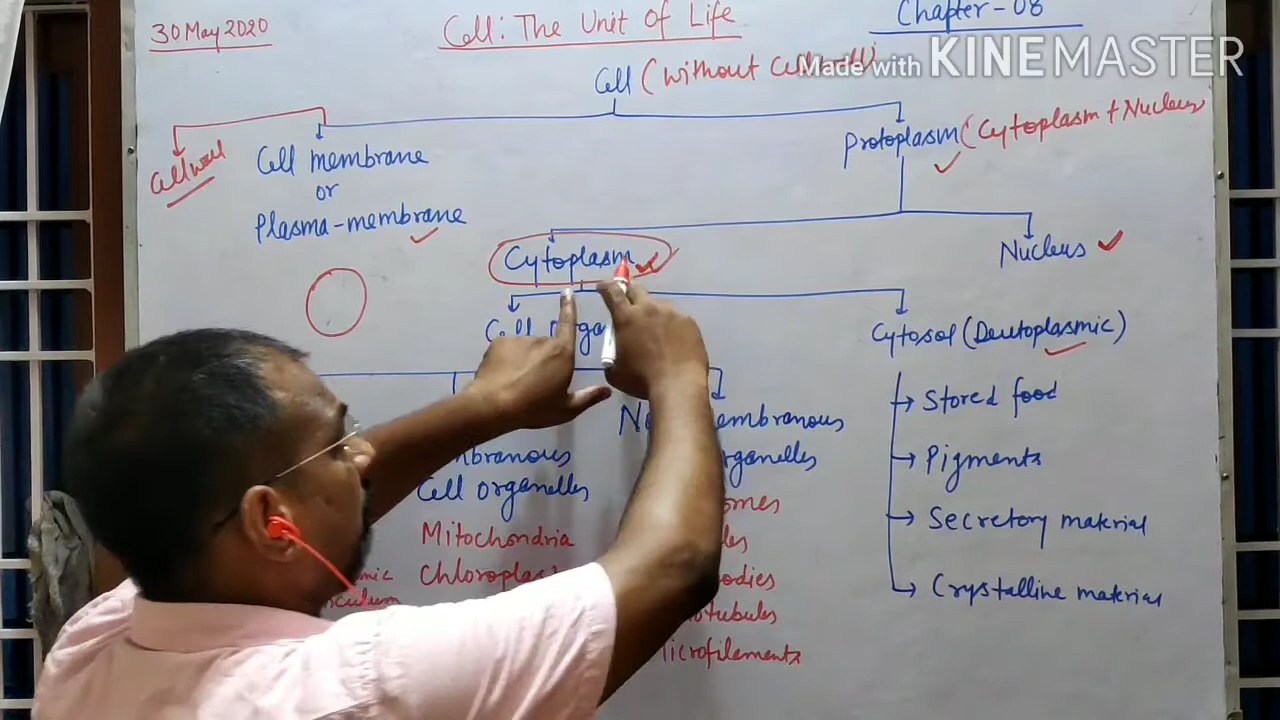 30 May 2020
Cell: The Unit Of Life
Chapter-08
Made with KINEMASTER
Cell (without
Cell wall
Cell membrane
or
Plasma-membrane
Protoplasm (Cytoplasm + Nucleus
Cytoplasm
Nucleus
Cell
Cytosol (Deutoplasmic)
Stored food
Pigments
Secretory material
Crystalline material
Cell organelles
Mitochondria
Microfilaments